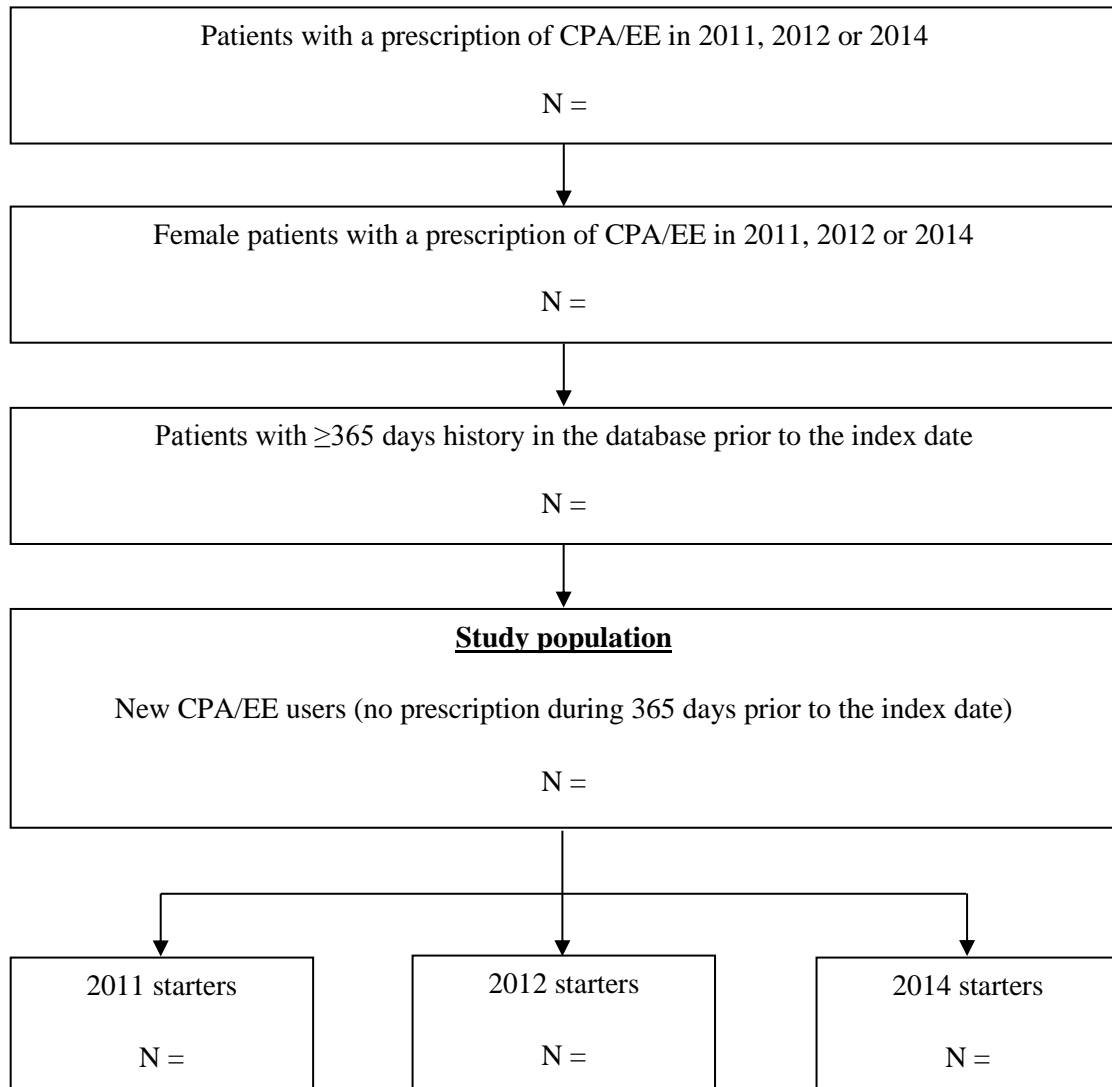 Patients with a prescription of CPA/EE in 2011, 2012 or 2014
N =
Female patients with a prescription of CPA/EE in 2011, 2012 or 2014
N =
Patients with ≥365 days history in the database prior to the index date
N =
Study population
New CPA/EE users (no prescription during 365 days prior to the index date)
N =
2011 starters
N =
2012 starters
N =
2014 starters
N =